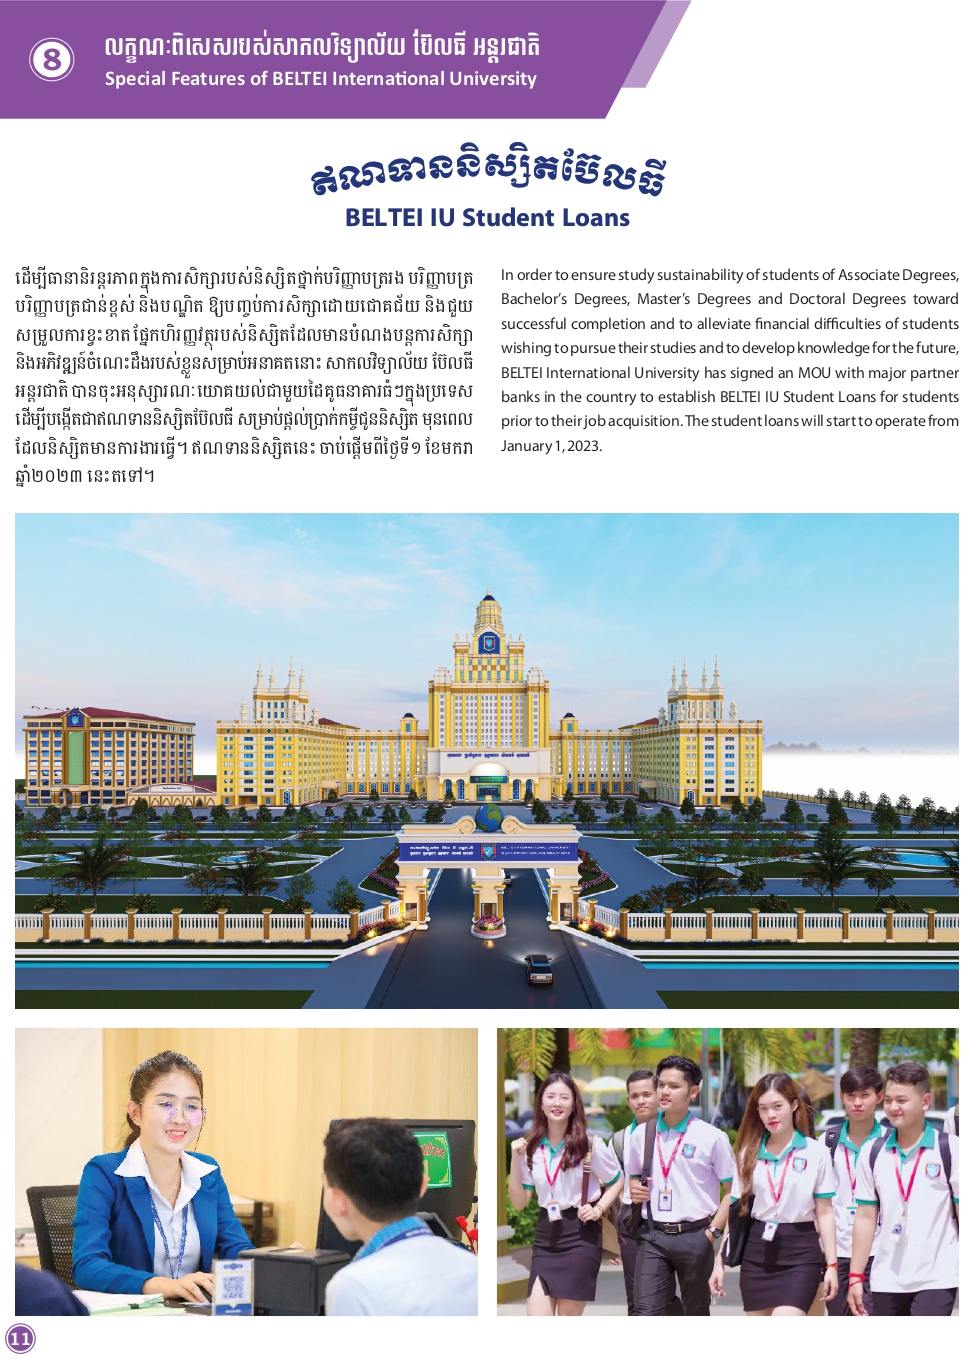 8
លក្ខណៈពិសេសរបស់សាកលវិទ្យាល័យ ប៊ែលធី អន្តរជាតិ
Special Features of BELTEI International University
ឥណទាននិស្សិតប៊ែលធី
BELTEI IU Student Loans
ដើម្បីធានានិរន្តរភាពក្នុងការសិក្សារបស់និស្សិតថ្នាក់បរិញ្ញាបត្ររង បរិញ្ញាបត្រ
បរិញ្ញាបត្រជាន់ខ្ពស់ និងបណ្ឌិត ឱ្យបញ្ចប់ការសិក្សាដោយជោគជ័យ និងជួយ
សម្រួលការខ្វះខាត ផ្នែកហិរញ្ញវត្ថុរបស់និស្សិតដែលមានបំណងបន្តការសិក្សា
និងអភិវឌ្ឍន៍ចំណេះដឹងរបស់ខ្លួនសម្រាប់អនាគតនោះ សាកលវិទ្យាល័យ ប៊ែលធី
អន្តរជាតិ បានចុះអនុស្សារណៈយោគយល់ជាមួយដៃគូធនាគារធំៗក្នុងប្រទេស
ដើម្បីបង្កើតជាឥណទាននិស្សិតប៊ែលធី សម្រាប់ផ្តល់ប្រាក់កម្ចីជូននិស្សិត មុនពេល
ដែលនិស្សិតមានការងារធ្វើ។ ឥណទាននិស្សិតនេះ ចាប់ផ្តើមពីថ្ងៃទី១ ខែមករា
ឆ្នាំ២០២៣ នេះតទៅ។
In order to ensure study sustainability of students of Associate Degrees,
Bachelor’s Degrees, Master’s Degrees and Doctoral Degrees toward
successful completion and to alleviate financial difficulties of students
wishing to pursue their studies and to develop knowledge for the future,
BELTEI International University has signed an MOU with major partner
banks in the country to establish BELTEI IU Student Loans for students
prior to their job acquisition. The student loans will start to operate from
January 1, 2023.
BELTEI INTERNATIONAL UNIVERSITY
11